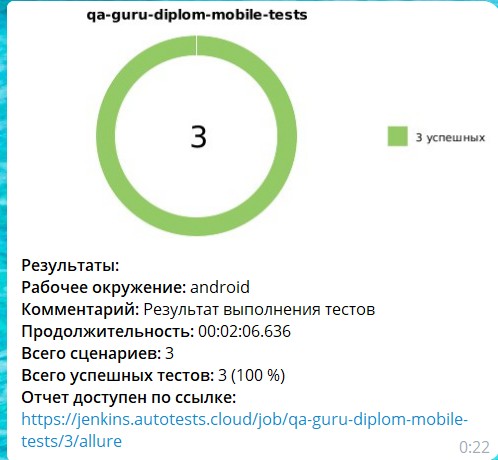 qa-guru-diplom-mobile-tests
3
3 успешных
Результаты:
Рабочее окружение: android
Комментарий: Результат выполнения тестов
Продолжительность: 00:02:06.636
Всего сценариев: 3
Всего успешных тестов: 3 (100 %)
Отчет доступен по ссылке:
https://jenkins.autotests.cloud/job/qa-guru-diplom-mobile-
tests/3/allure
0:22